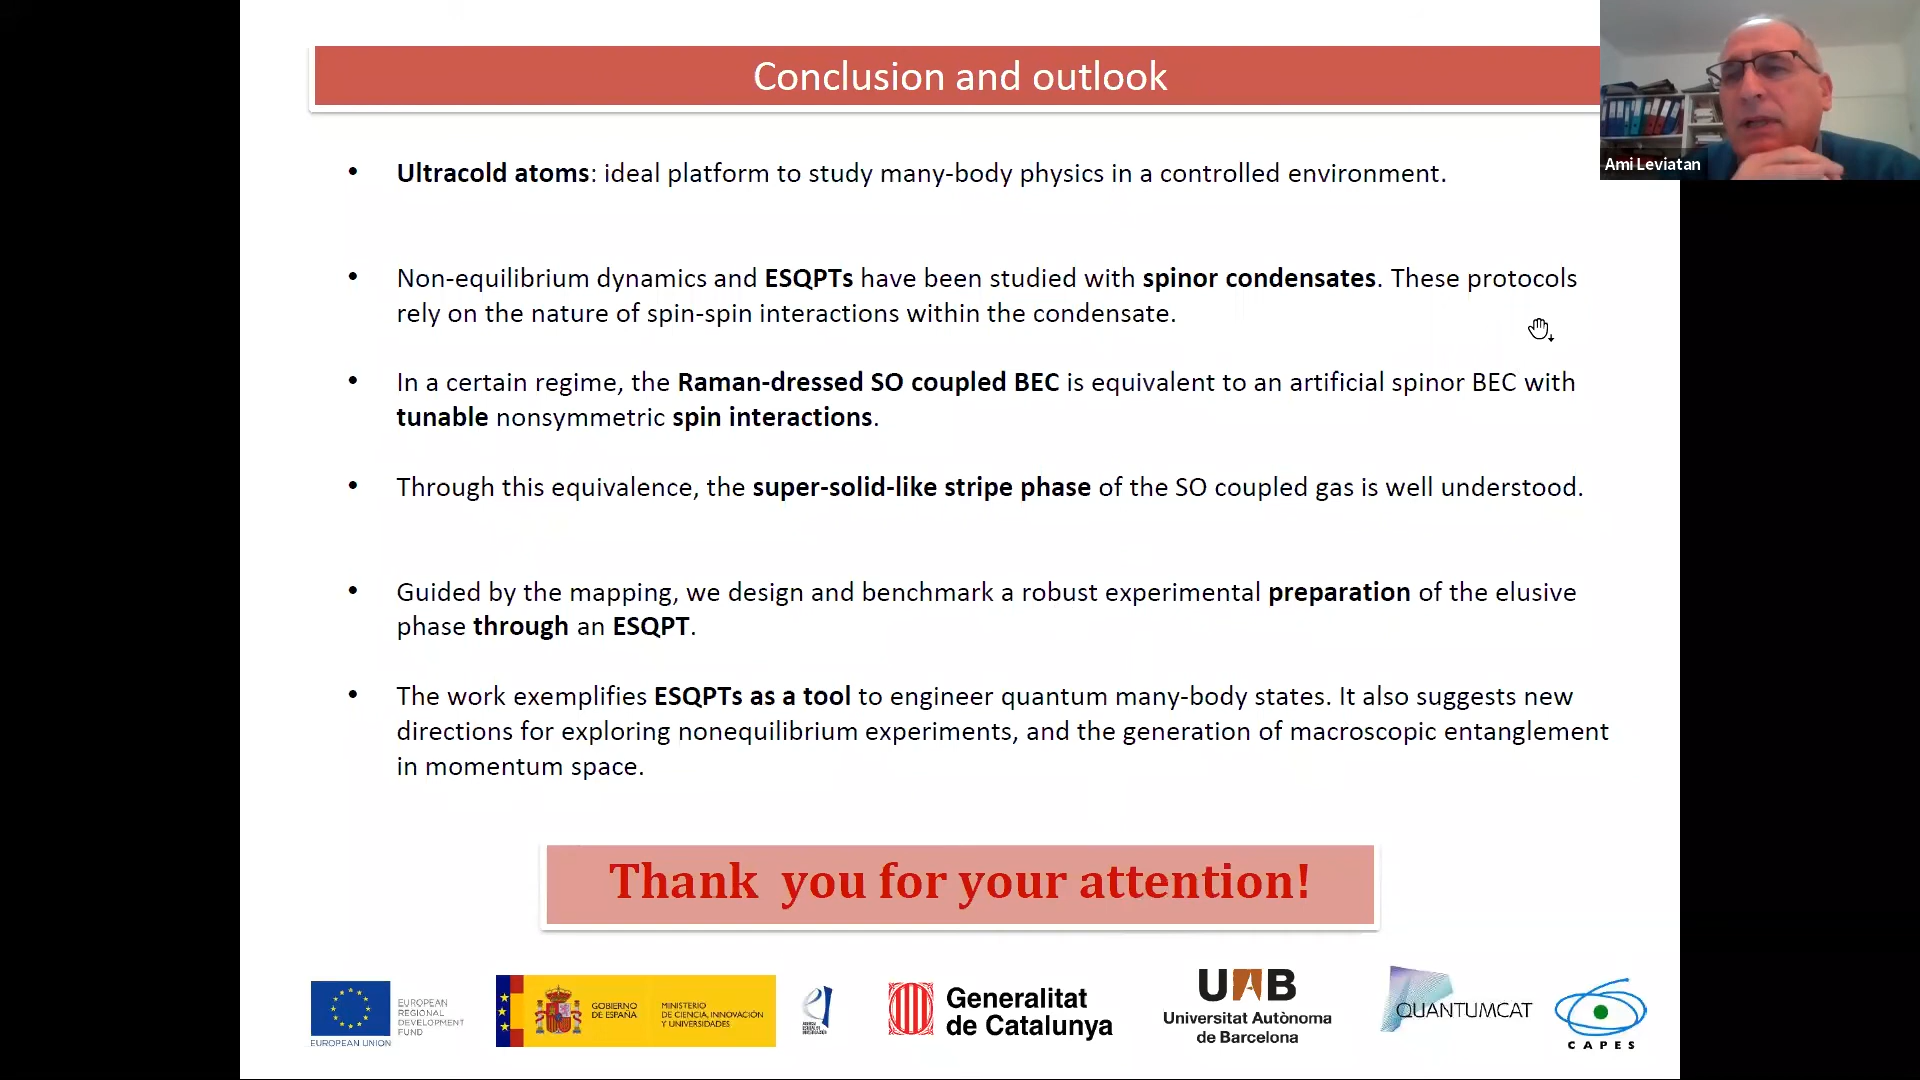 Conclusion and outlook
Ami Leviatan
• Ultracold atoms: ideal platform to study many-body physics in a controlled environment.
• Non-equilibrium dynamics and ESQPTs have been studied with spinor condensates. These protocols
rely on the nature of spin-spin interactions within the condensate.
• In a certain regime, the Raman-dressed SO coupled BEC is equivalent to an artificial spinor BEC with
tunable nonsymmetric spin interactions.
• Through this equivalence, the super-solid-like stripe phase of the SO coupled gas is well understood.
• Guided by the mapping, we design and benchmark a robust experimental preparation of the elusive
phase through an ESQPT.
• The work exemplifies ESQPTs as a tool to engineer quantum many-body states. It also suggests new
directions for exploring nonequilibrium experiments, and the generation of macroscopic entanglement
in momentum space.
Thank you for your attention!
EUROPEAN
REGIONAL
DEVELOPMENT
FUND
EUROPEAN UNION
GOBIERNO
DE ESPAÑA
MINISTERIO
DE CIENCIA, INNOVACIÓN
Y UNIVERSIDADES
Generalitat
de Catalunya
UAB
Universitat Autònoma
de Barcelona
QUANTUMCAT
CAPES